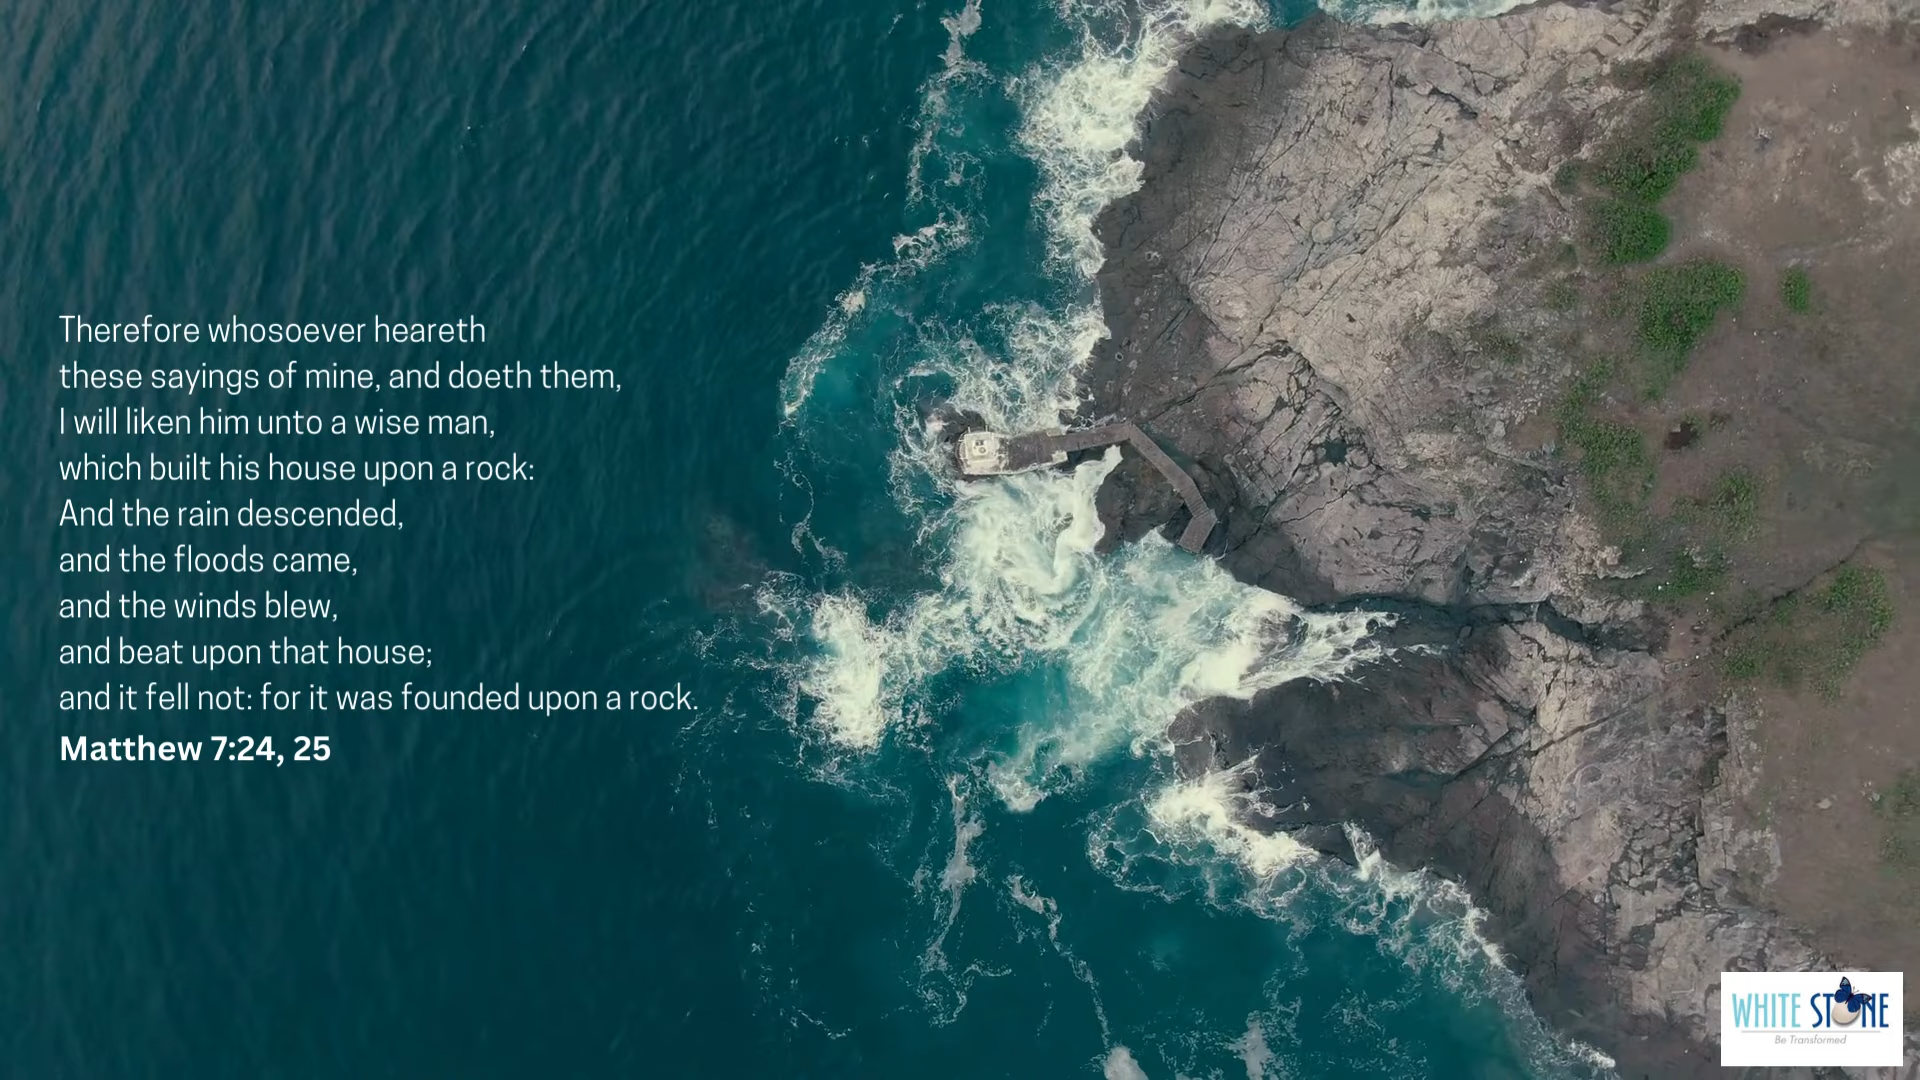 Therefore whosoever heareth
these sayings of mine, and doeth them,
I will liken him unto a wise man,
which built his house upon a rock:
And the rain descended,
and the floods came,
and the winds blew,
and beat upon that house;
and it fell not: for it was founded upon a rock.
Matthew 7:24, 25
WHITE STONE
Be Transformed